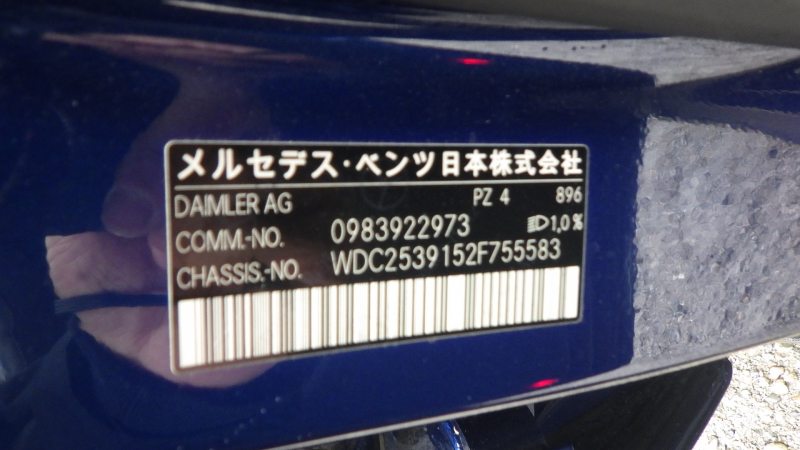 メルセデス・ベンツ日本株式会社
DAIMLER AG PZ 4 896
COMM.-NO. 0983922973 1,0%
CHASSIS.-NO. WDC2539152F755583